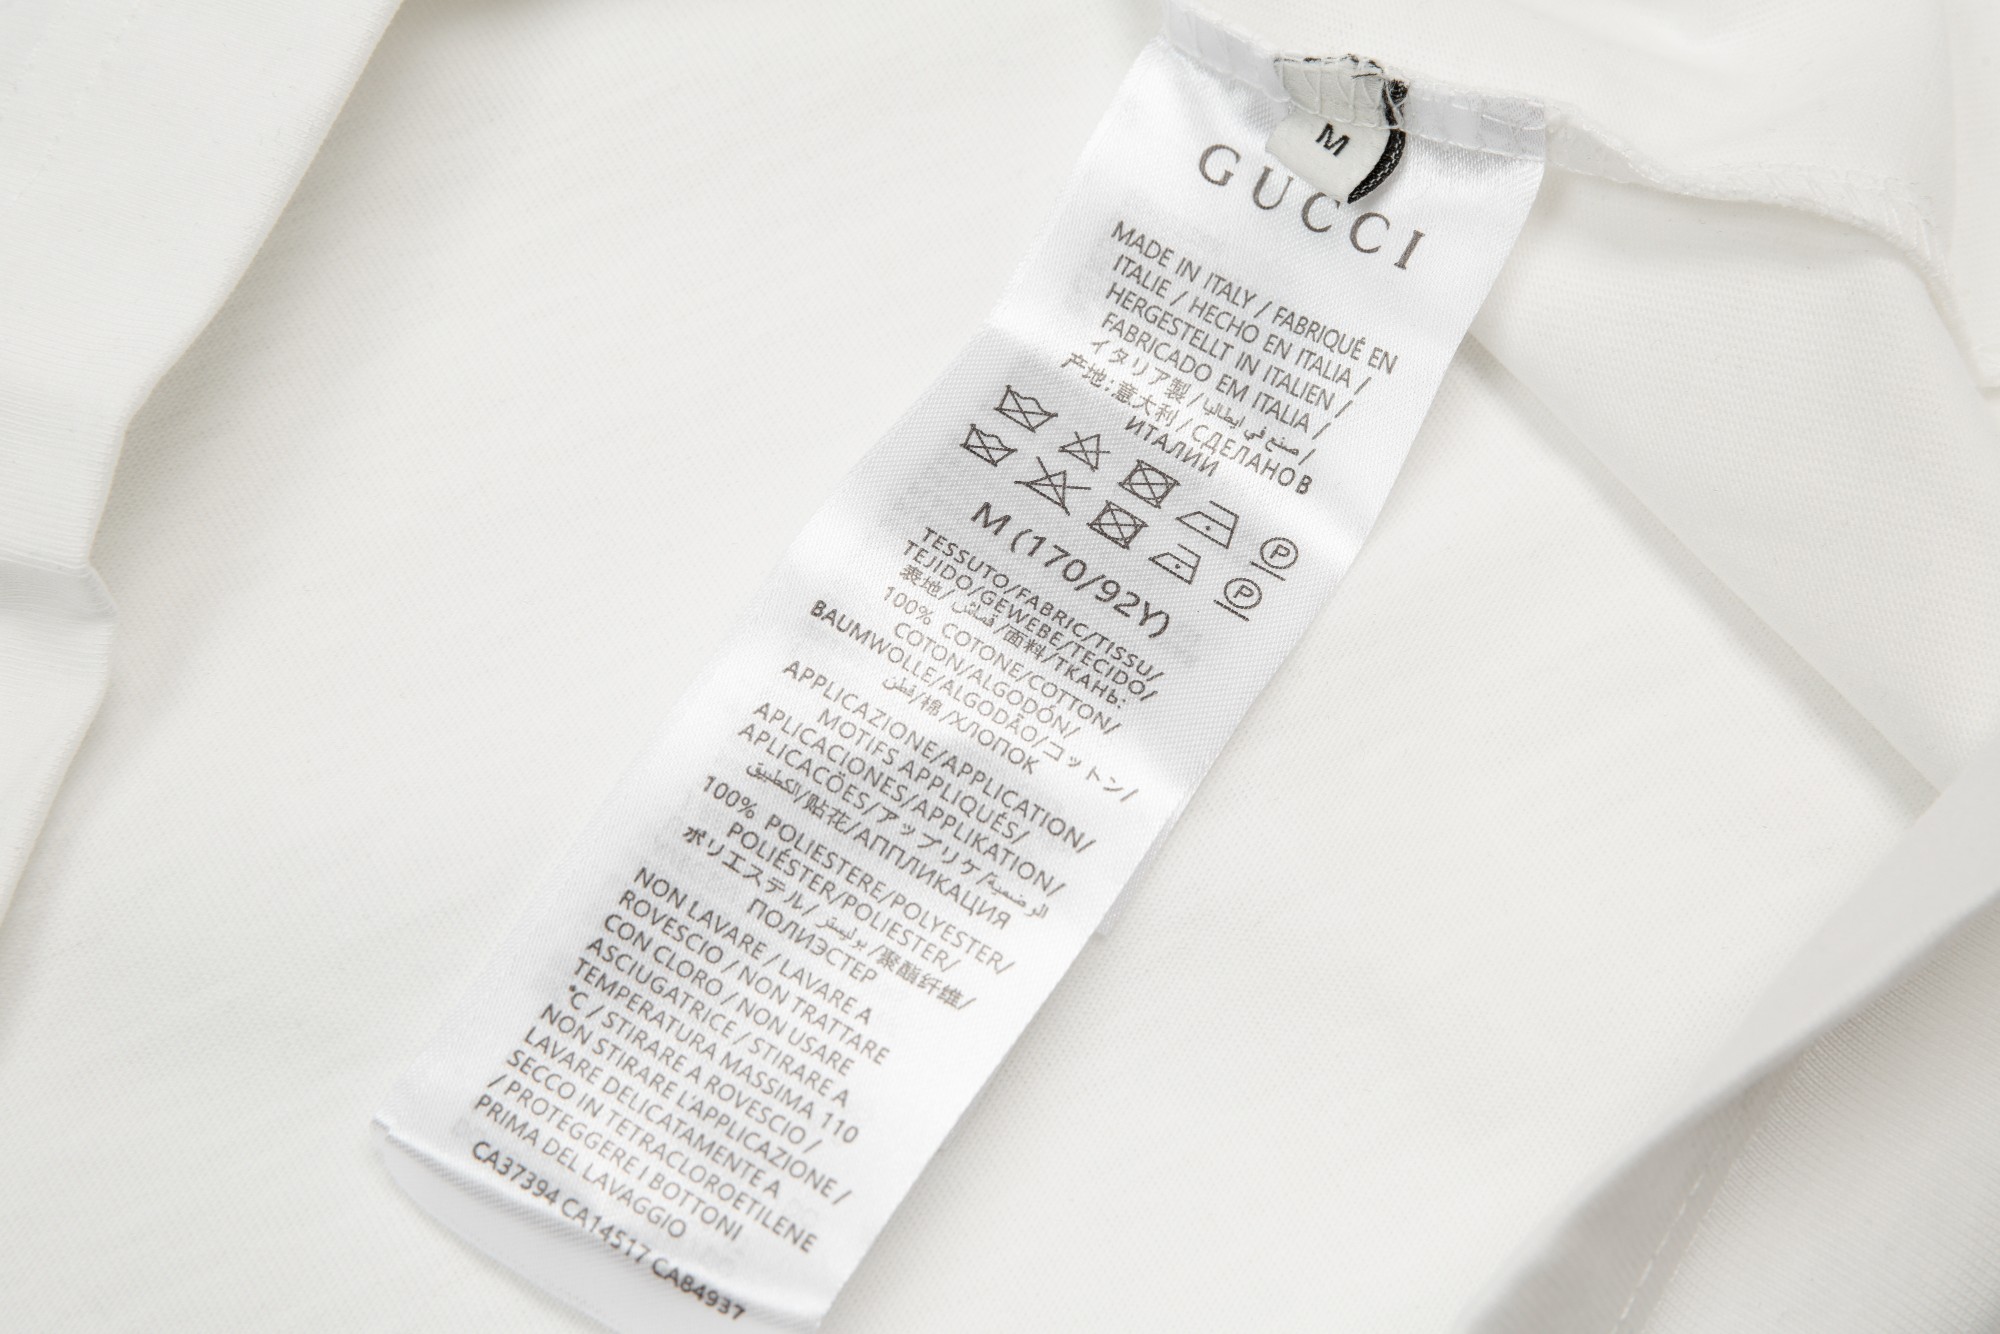 M
GUCCI
MADE IN ITALY / FABRIQUÉ EN
ITALIE / HECHO EN ITALIA /
HERGESTELLT IN ITALIEN /
FABRICADO EM ITALIA /
イタリア製 / صنع في ايطاليا /
产地:意大利 / СДЕЛАНО В
ИТАЛИИ
P
P
M (170/92Y)
TESSUTO/FABRIC/TISSU/
TEJIDO/GEWEBE/TECIDO/
表地/قماش/面料/ТКАНЬ:
100% COTONE/COTTON/
COTON/ALGODÓN/
BAUMWOLLE/ALGODÃO/コットン/
قطن/棉/ХЛОПОК
APPLICAZIONE/APPLICATION/
MOTIFS APPLIQUÉS/
APLICACIONES/APPLIKATION/
APLICACÖES/アップリケ/الوضعية
التطبيق/贴花/АППЛИКАЦИЯ
100% POLIESTERE/POLYESTER/
POLIÉSTER/POLIESTER/
ポリエステル/بوليستر/聚酯纤维/
ПОЛИЭСТЕР
NON LAVARE / LAVARE A
ROVESCIO / NON TRATTARE
CON CLORO / NON USARE
ASCIUGATRICE / STIRARE A
TEMPERATURA MASSIMA 110
°C / STIRARE A ROVESCIO /
NON STIRARE L'APPLICAZIONE /
LAVARE DELICATAMENTE A
SECCO IN TETRACLOROETILENE
/ PROTEGGERE I BOTTONI
PRIMA DEL LAVAGGIO
CA37394 CA14517 CA84937